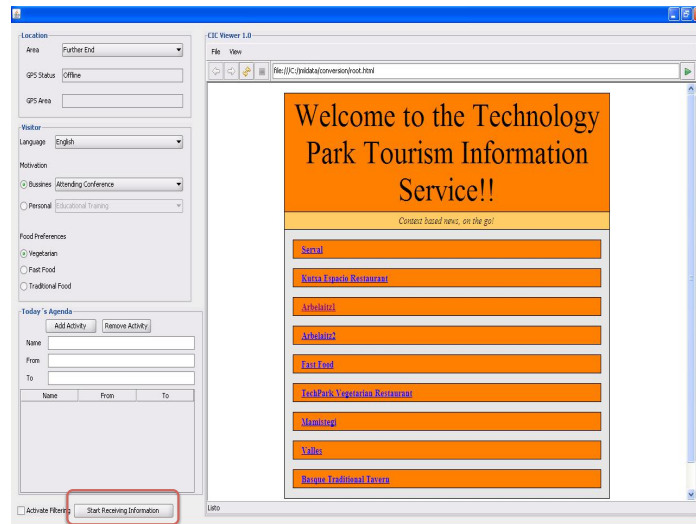 Location
Area Further End
GPS Status Offline
GPS Area
Visitor
Language English
Motivation
Bussines Attending Conference
Personal Educational Training
Food Preferences
Vegetarian
Fast Food
Traditional Food
Today´s Agenda
Add Activity Remove Activity
Name
From
To
Name From To
Activate Filtering Start Receiving Information
CIC Viewer 1.0
File View
file:///C:/jniidata/conversion/root.html
Welcome to the Technology
Park Tourism Information
Service!!
Context based news, on the go!
Serval
Kutxa Espacio Restaurant
Arbelaitz1
Arbelaitz2
Fast Food
TechPark Vegetarian Restaurant
Mamistegi
Valles
Basque Traditional Tavern
Listo